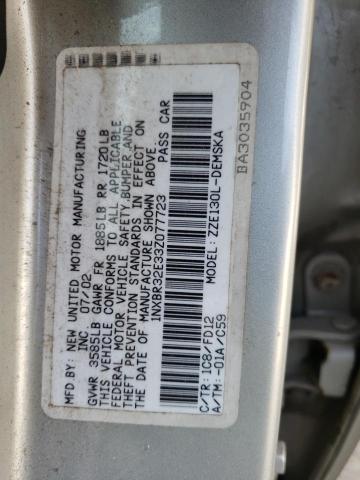 MFD BY: NEW UNITED MOTOR MANUFACTURING
D INC. 07/02
GVWR 3585LB GAWR FR 1885LB RR 1720LB
THIS VEHICLE CONFORMS TO ALL APPLICABLE
FEDERAL MOTOR VEHICLE SAFETY,BUMPER,AND
THEFT PREVENTION STANDARDS IN EFFECT ON
THE DATE OF MANUFACTURE SHOWN ABOVE.
1NXBR32E33Z077723 PASS CAR
MODEL: ZZE130L-DEMSKA
C/TR: 1C8/FD12
A/TM: -01A/C59
BA3035904